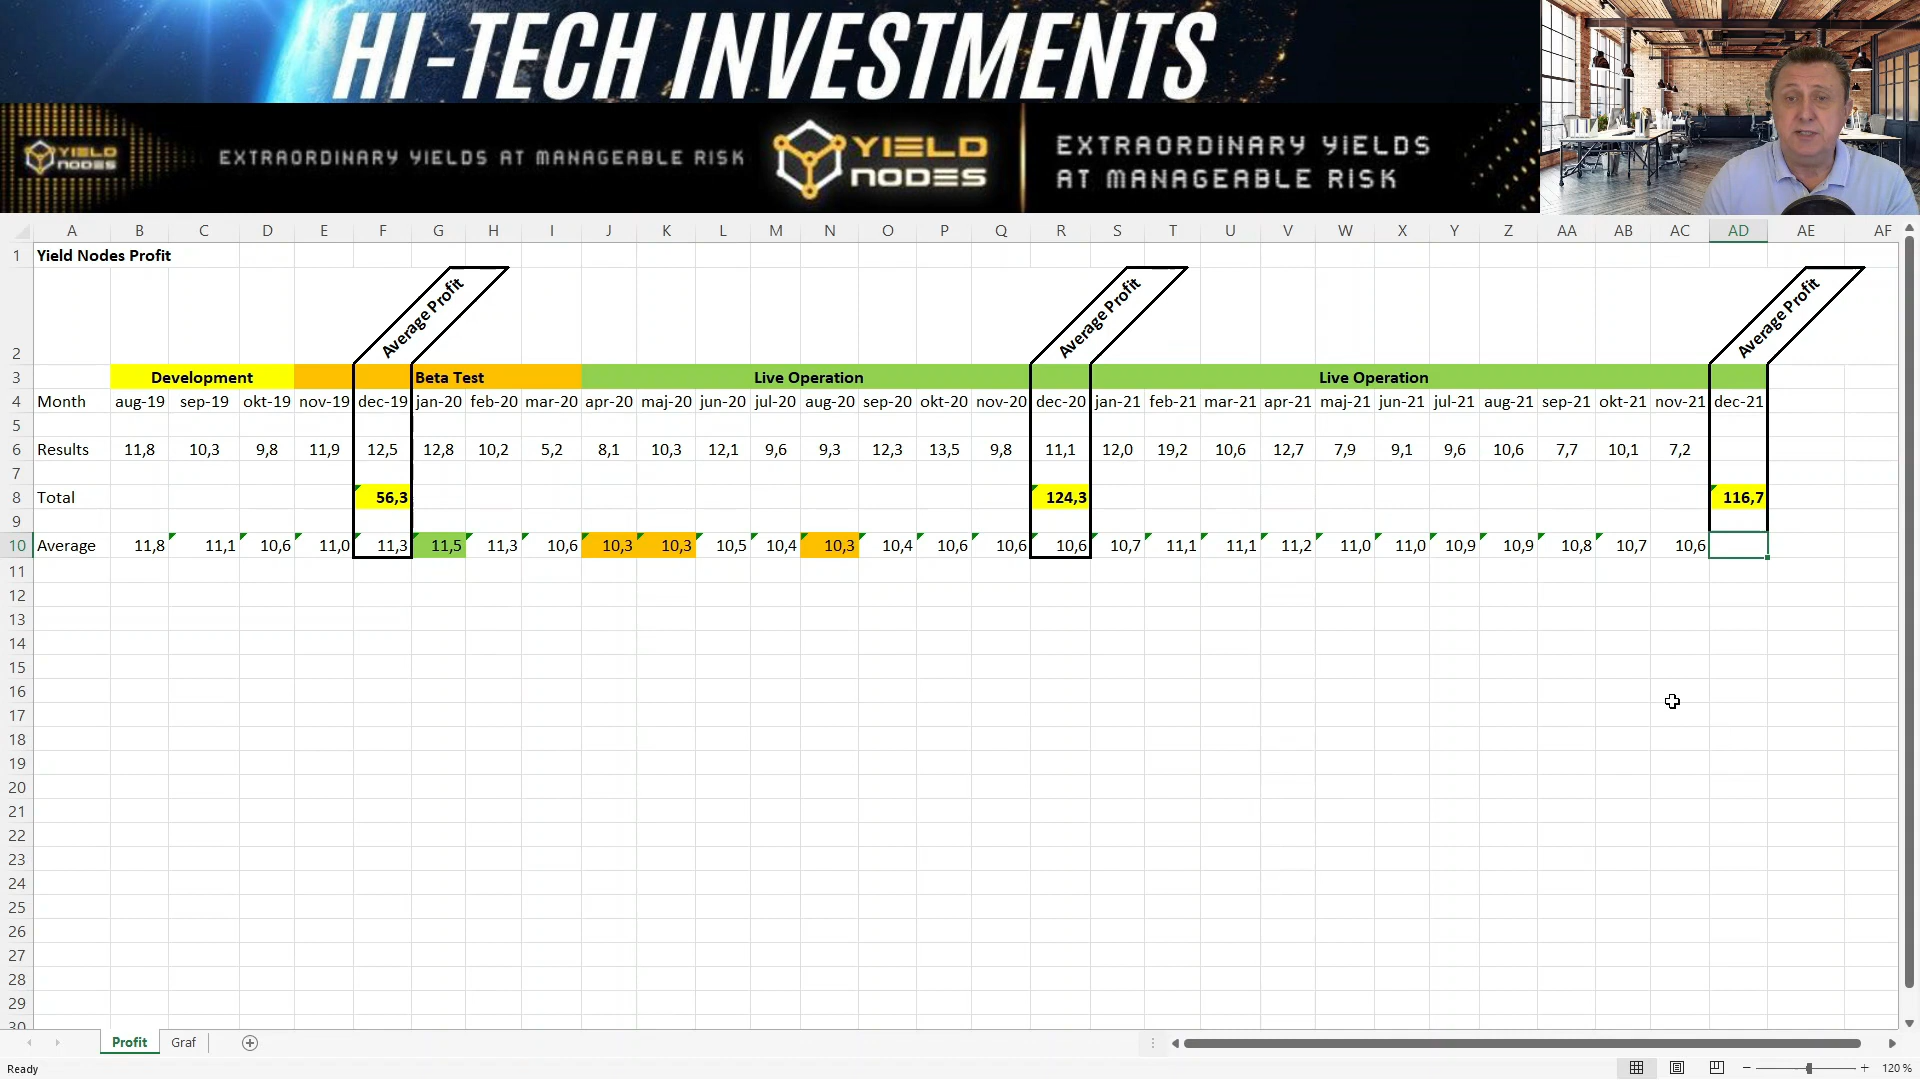 HI-TECH INVESTMENTS
YIELD NODES
EXTRAORDINARY YIELDS AT MANAGEABLE RISK
YIELD NODES
EXTRAORDINARY YIELDS
AT MANAGEABLE RISK
A B C D E F G H I J K L M N O P Q R S T U V W X Y Z AA AB AC AD AE AF
1 Yield Nodes Profit
2 Average Profit Average Profit Average Profit
3 Development Beta Test Live Operation Live Operation
4 Month aug-19 sep-19 okt-19 nov-19 dec-19 jan-20 feb-20 mar-20 apr-20 maj-20 jun-20 jul-20 aug-20 sep-20 okt-20 nov-20 dec-20 jan-21 feb-21 mar-21 apr-21 maj-21 jun-21 jul-21 aug-21 sep-21 okt-21 nov-21 dec-21
5
6 Results 11,8 10,3 9,8 11,9 12,5 12,8 10,2 5,2 8,1 10,3 12,1 9,6 9,3 12,3 13,5 9,8 11,1 12,0 19,2 10,6 12,7 7,9 9,1 9,6 10,6 7,7 10,1 7,2
7
8 Total 56,3 124,3 116,7
9
10 Average 11,8 11,1 10,6 11,0 11,3 11,5 11,3 10,6 10,3 10,3 10,5 10,4 10,3 10,4 10,6 10,6 10,6 10,7 11,1 11,1 11,2 11,0 11,0 10,9 10,9 10,8 10,7 10,6
11
12
13
14
15
16
17
18
19
20
21
22
23
24
25
26
27
28
29
30
Profit Graf
Ready 120 %